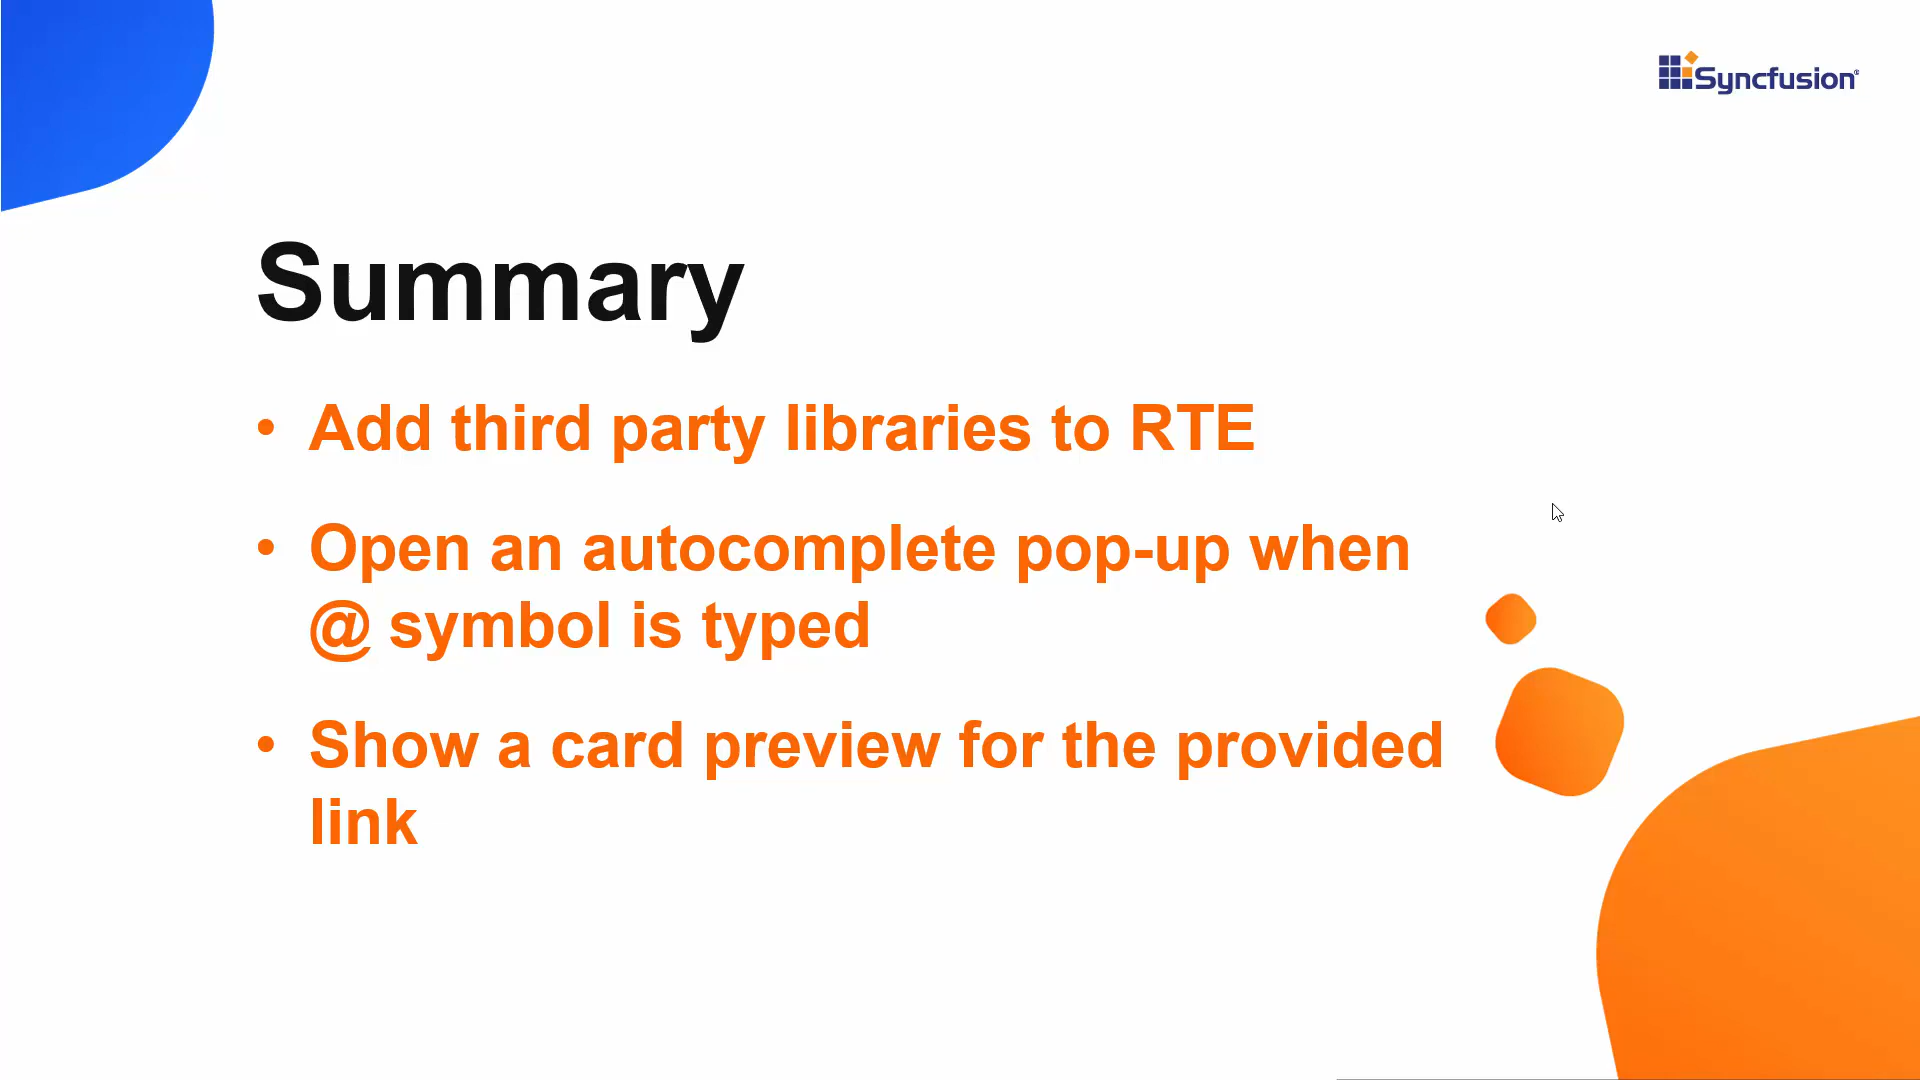 Syncfusion®
Summary
• Add third party libraries to RTE
• Open an autocomplete pop-up when
@ symbol is typed
• Show a card preview for the provided
link